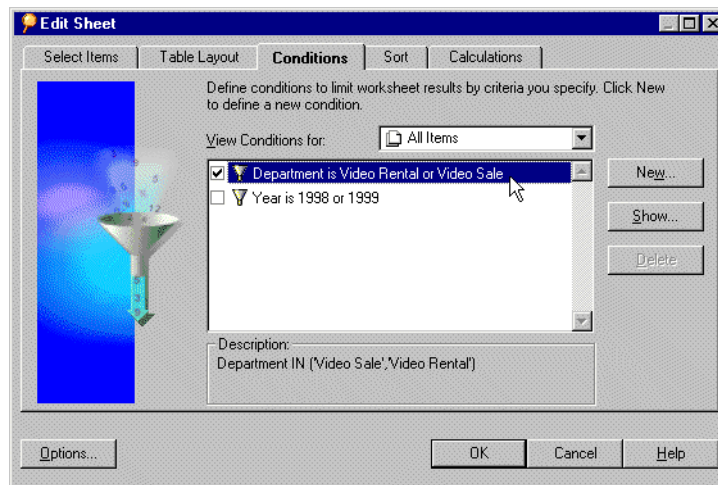 Edit Sheet
Select Items Table Layout Conditions Sort Calculations
Define conditions to limit worksheet results by criteria you specify. Click New
to define a new condition.
View Conditions for: All Items
Department is Video Rental or Video Sale
Year is 1998 or 1999
New...
Show...
Delete
Description:
Department IN ('Video Sale','Video Rental')
Options... OK Cancel Help